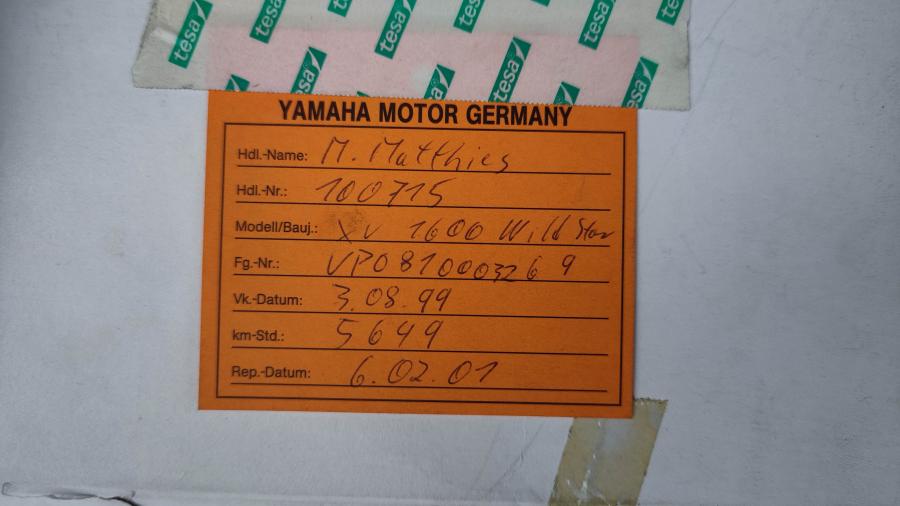 tesa tesa tesa tesa tesa tesa
tesa tesa tesa tesa
YAMAHA MOTOR GERMANY
Hdl.-Name: M. Matthies
Hdl.-Nr.: 100715
Modell/Bauj.: XV 1600 Wild Star
Fg.-Nr.: VP0810003269
Vk.-Datum: 3.08.99
km-Std.: 5649
Rep.-Datum: 6.02.01